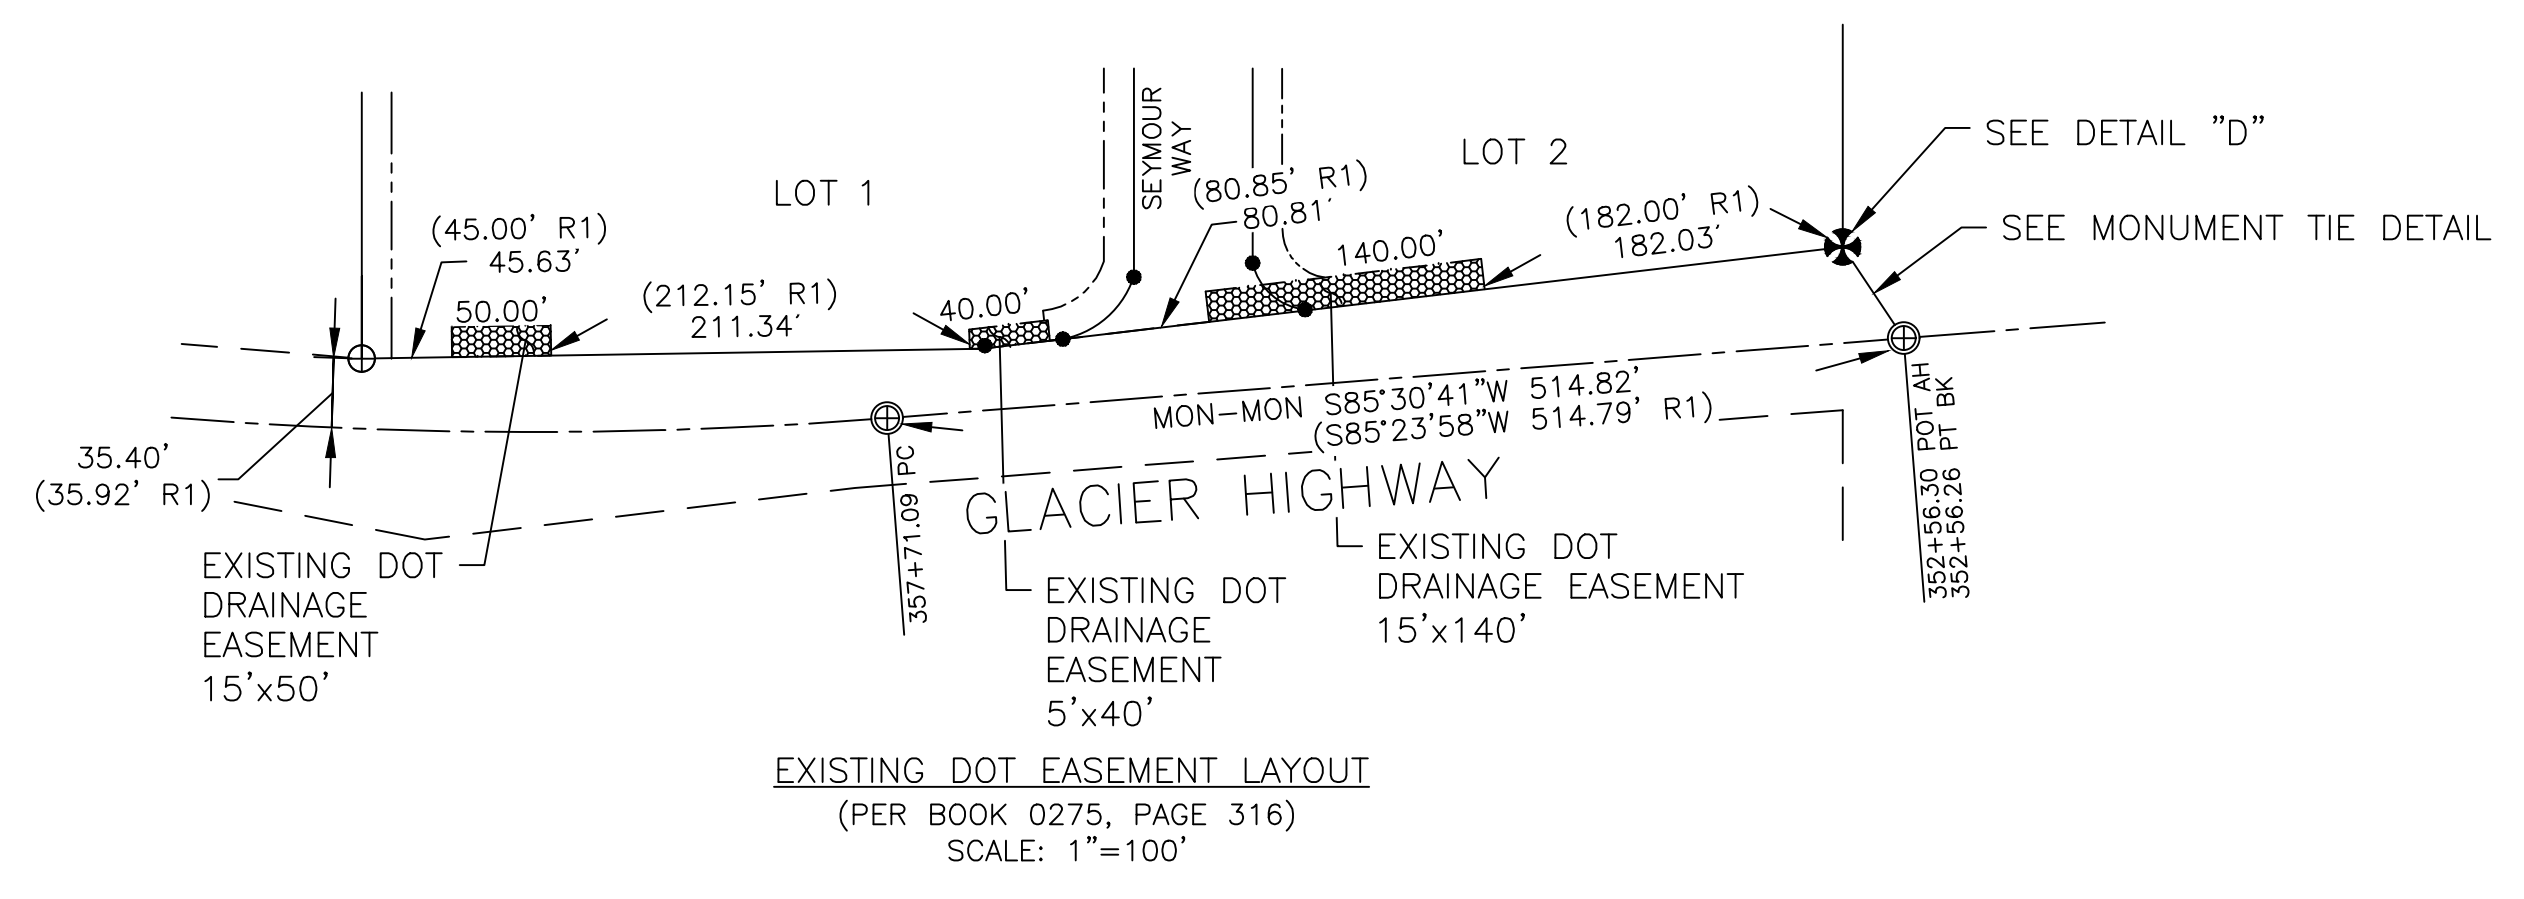 SEE DETAIL "D"
SEE MONUMENT TIE DETAIL
SEYMOUR
WAY
LOT 2
LOT 1
(80.85' R1)
80.81'
(182.00' R1)
182.03'
140.00'
(45.00' R1)
45.63'
50.00'
(212.15' R1)
211.34'
40.00'
MON-MON S85°30'41"W 514.82'
(S85°23'58"W 514.79' R1)
35.40'
(35.92' R1)
GLACIER HIGHWAY
357+71.09 PC
352+56.30 POT AH
352+56.26 PT BK
EXISTING DOT
DRAINAGE
EASEMENT
15'x50'
EXISTING DOT
DRAINAGE
EASEMENT
5'x40'
EXISTING DOT
DRAINAGE EASEMENT
15'x140'
EXISTING DOT EASEMENT LAYOUT
(PER BOOK 0275, PAGE 316)
SCALE: 1"=100'